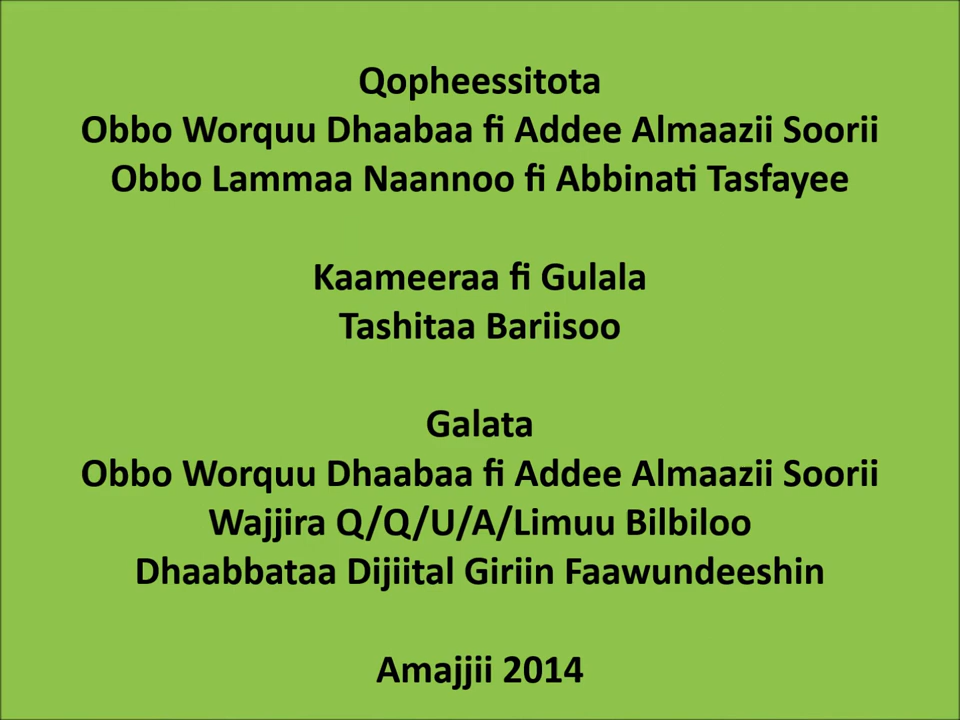 Qopheessitota
Obbo Worquu Dhaabaa fi Addee Almaazii Soorii
Obbo Lammaa Naannoo fi Abbinati Tasfayee
Kaameeraa fi Gulala
Tashitaa Bariisoo
Galata
Obbo Worquu Dhaabaa fi Addee Almaazii Soorii
Wajjira Q/Q/U/A/Limuu Bilbiloo
Dhaabbataa Dijiital Giriin Faawundeeshin
Amajjii 2014